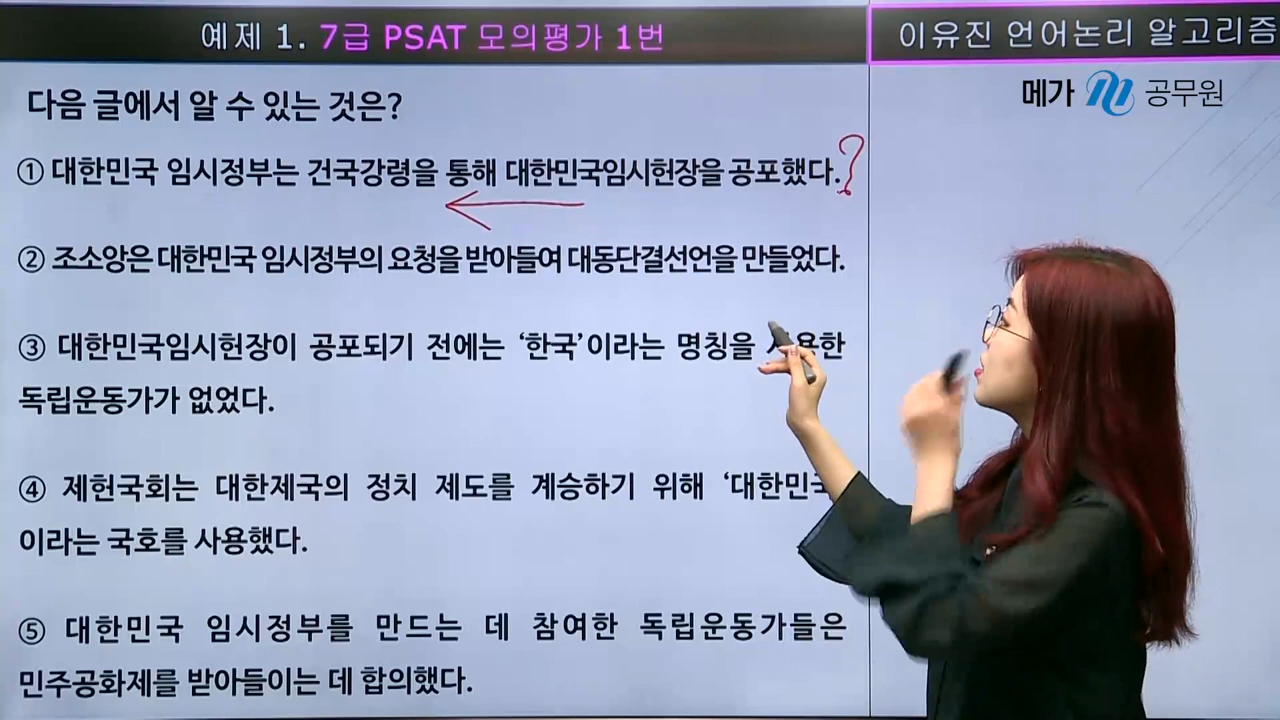 예제 1. 7급 PSAT 모의평가 1번
이유진 언어논리 알고리즘
메가 공무원
다음 글에서 알 수 있는 것은?
① 대한민국 임시정부는 건국강령을 통해 대한민국임시헌장을 공포했다.?
② 조소앙은 대한민국 임시정부의 요청을 받아들여 대동단결선언을 만들었다.
③ 대한민국임시헌장이 공포되기 전에는 ‘한국’이라는 명칭을
독립운동가가 없었다.
④ 제헌국회는 대한제국의 정치 제도를 계승하기 위해
이라는 국호를 사용했다.
⑤ 대한민국 임시정부를 만드는 데 참여한 독립운동가들은
민주공화제를 받아들이는 데 합의했다.